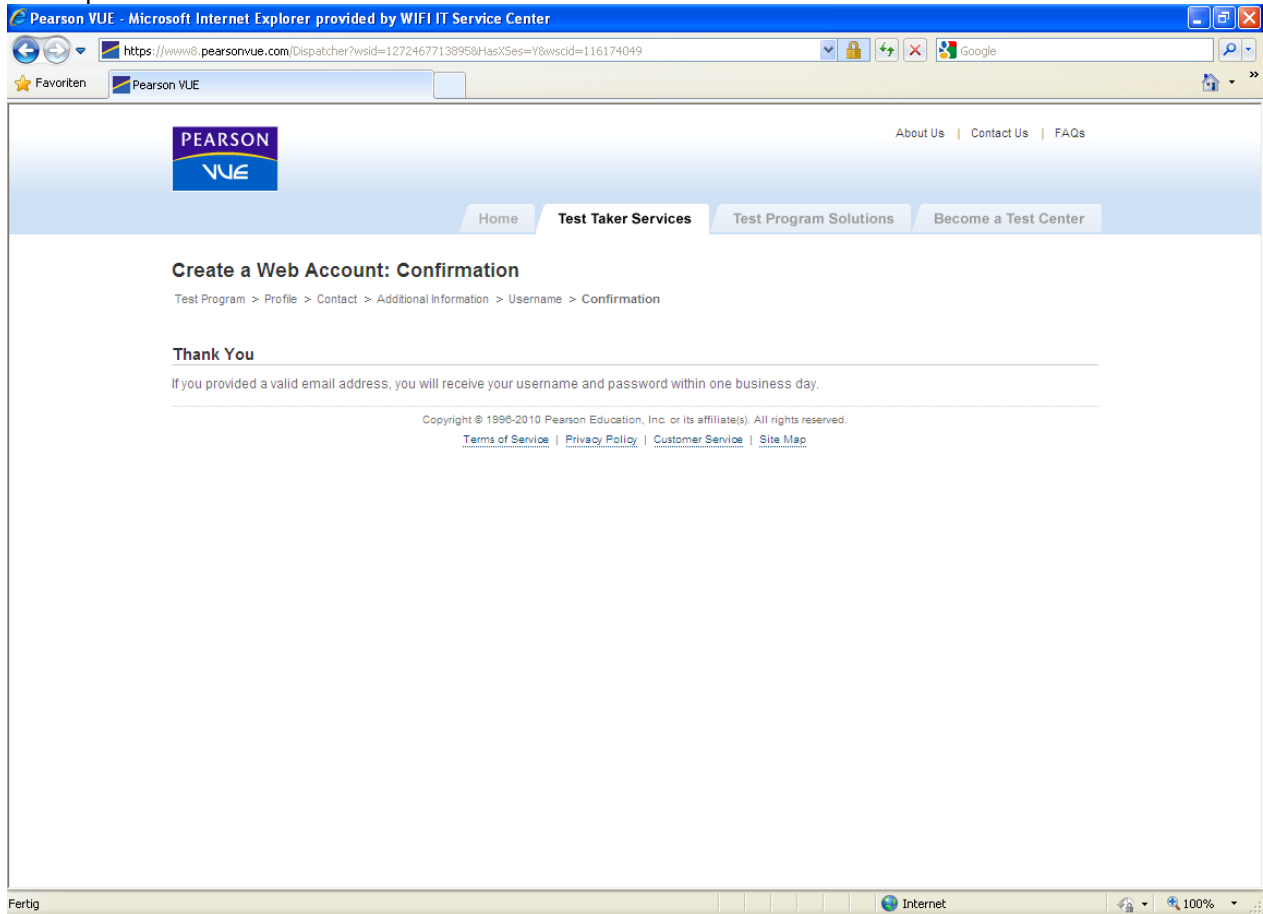 Pearson VUE - Microsoft Internet Explorer provided by WIFI IT Service Center
https://www8.pearsonvue.com/Dispatcher?wsid=1272467713895&HasXSes=Y&wscid=116174049
Google
Favoriten
Pearson VUE
PEARSON
VUE
About Us | Contact Us | FAQs
Home
Test Taker Services
Test Program Solutions
Become a Test Center
Create a Web Account: Confirmation
Test Program > Profile > Contact > Additional Information > Username > Confirmation
Thank You
If you provided a valid email address, you will receive your username and password within one business day.
Copyright © 1996-2010 Pearson Education, Inc. or its affiliate(s). All rights reserved.
Terms of Service | Privacy Policy | Customer Service | Site Map
Fertig
Internet
100%